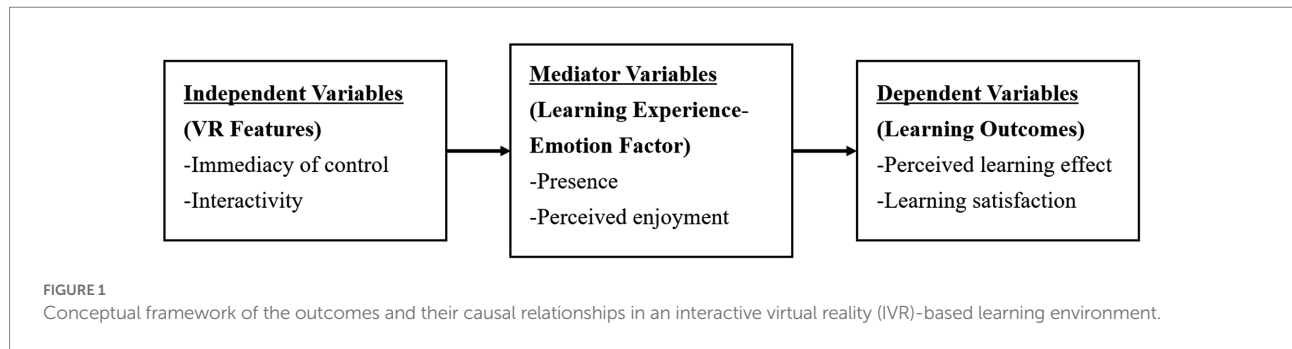 Independent Variables
(VR Features)
-Immediacy of control
-Interactivity
Mediator Variables
(Learning Experience-
Emotion Factor)
-Presence
-Perceived enjoyment
Dependent Variables
(Learning Outcomes)
-Perceived learning effect
-Learning satisfaction
FIGURE 1
Conceptual framework of the outcomes and their causal relationships in an interactive virtual reality (IVR)-based learning environment.